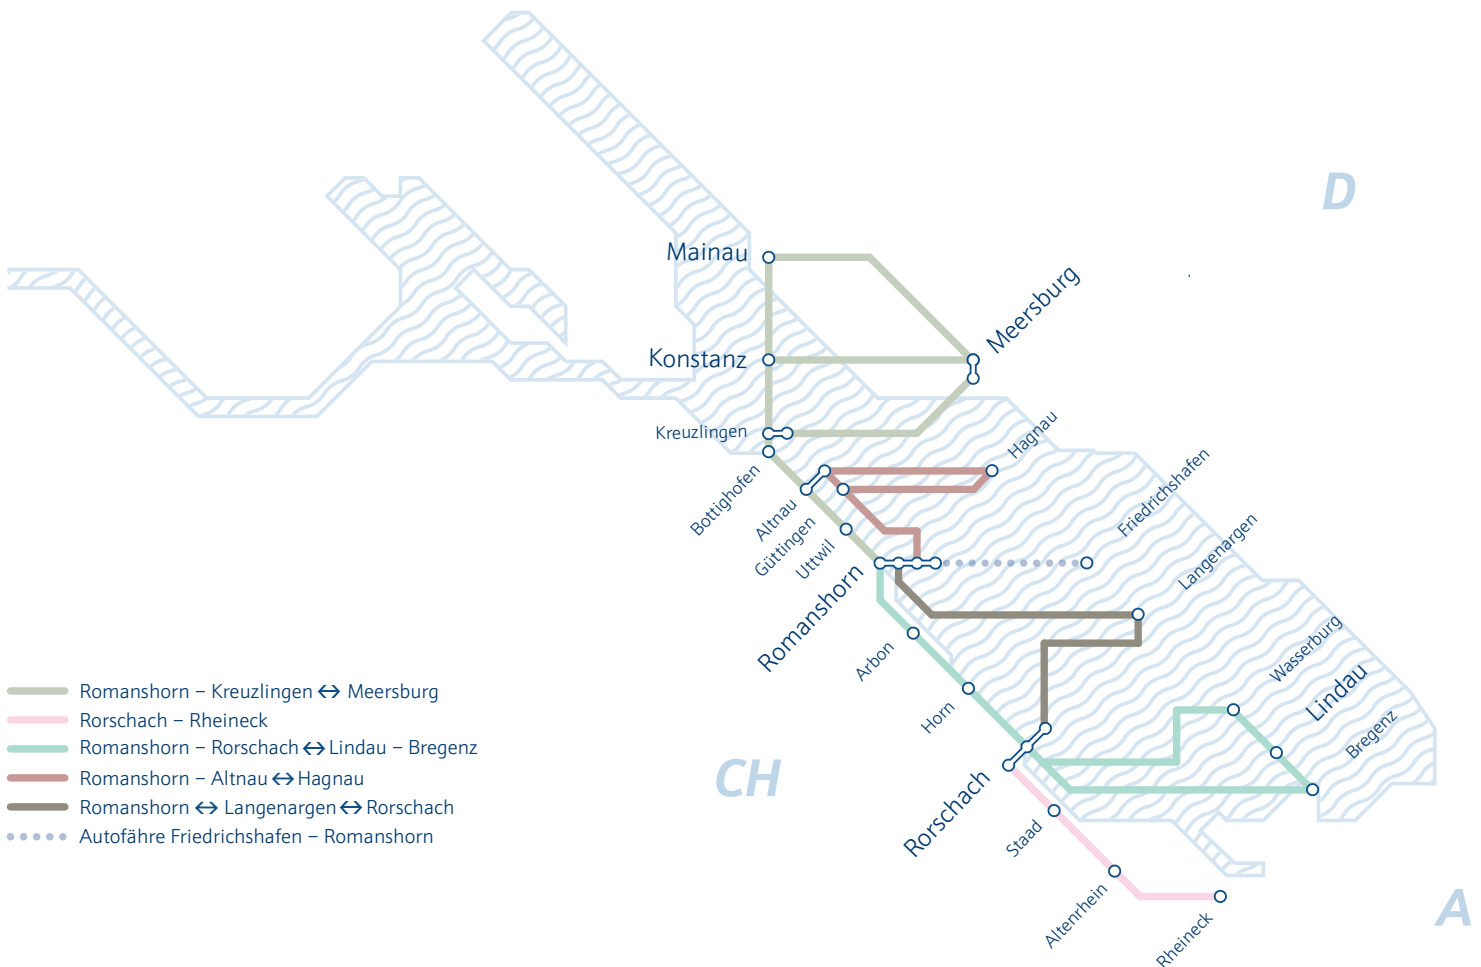 D
Mainau
Meersburg
Konstanz
Kreuzlingen
Hagnau
Bottighofen
Altnau
Güttingen
Uttwil
Friedrichshafen
Langenargen
Romanshorn
Arbon
Wasserburg
Lindau
Bregenz
Horn
CH
Rorschach
Staad
Altenrhein
Rheineck
A
Romanshorn – Kreuzlingen ↔ Meersburg
Rorschach – Rheineck
Romanshorn – Rorschach ↔ Lindau – Bregenz
Romanshorn – Altnau ↔ Hagnau
Romanshorn ↔ Langenargen ↔ Rorschach
Autofähre Friedrichshafen – Romanshorn